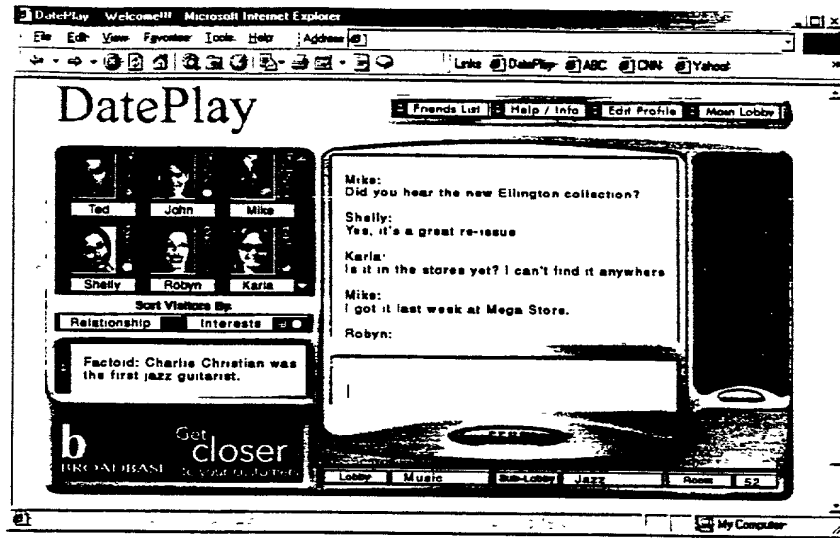 DatePlay Welcome!!! Microsoft Internet Explorer
File Edit View Favorites Tools Help Address
Links DatePlay ABC CNN Yahoo!
DatePlay
Friends List Help / Info Edit Profile Main Lobby
Ted John Mike
Shelly Robyn Karla
Sort Visitors By
Relationship Interests
Factoid: Charlie Christian was
the first jazz guitarist.
b
BROADBASE
Get
closer
to your customers
Mike:
Did you hear the new Ellington collection?
Shelly:
Yes, it's a great re-issue
Karla:
Is it in the stores yet? I can't find it anywhere
Mike:
I got it last week at Mega Store.
Robyn:
SEND
Lobby Music Sub-Lobby Jazz Room 52
My Computer